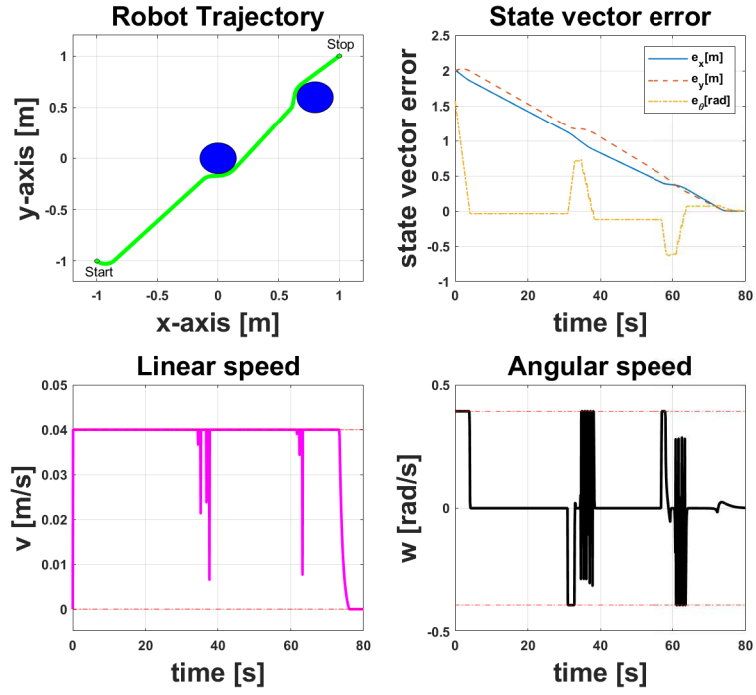 Robot Trajectory
y-axis [m]
1
0.5
0
-0.5
-1
Stop
Start
-1
-0.5
0
0.5
1
x-axis [m]
State vector error
state vector error
2.5
2
1.5
1
0.5
0
-0.5
-1
e_x[m]
e_y[m]
e_θ[rad]
0
20
40
60
80
time [s]
Linear speed
v [m/s]
0.05
0.04
0.03
0.02
0.01
0
0
20
40
60
80
time [s]
Angular speed
w [rad/s]
0.5
0
-0.5
0
20
40
60
80
time [s]